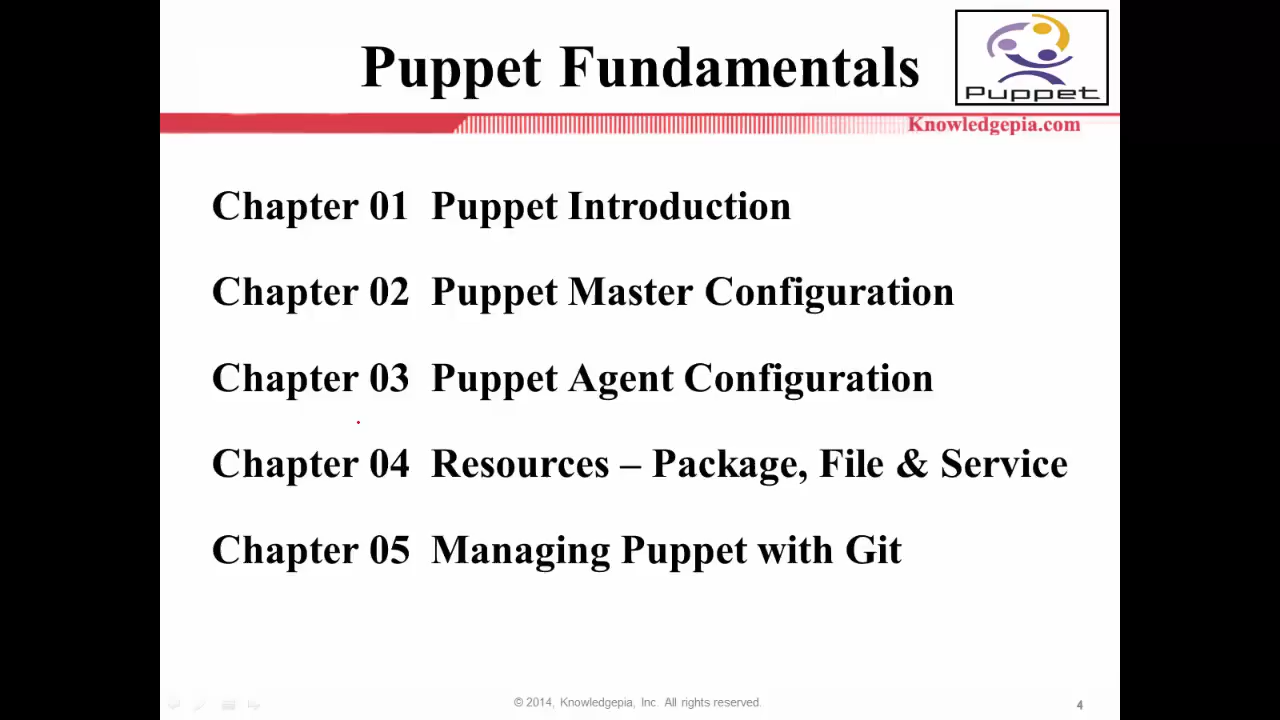 Puppet Fundamentals
Puppet
Knowledgepia.com
Chapter 01 Puppet Introduction
Chapter 02 Puppet Master Configuration
Chapter 03 Puppet Agent Configuration
Chapter 04 Resources – Package, File & Service
Chapter 05 Managing Puppet with Git
© 2014, Knowledgepia, Inc. All rights reserved.
4